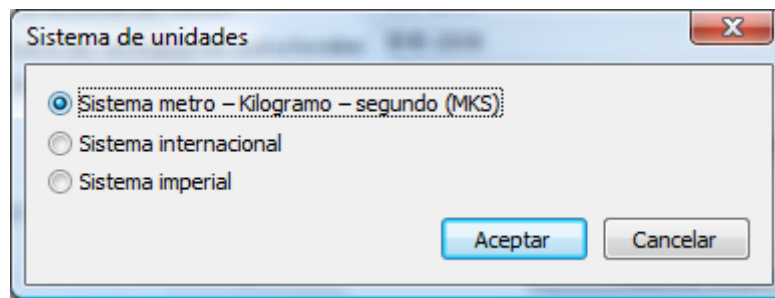 Sistema de unidades
Sistema metro – Kilogramo – segundo (MKS)
Sistema internacional
Sistema imperial
Aceptar Cancelar